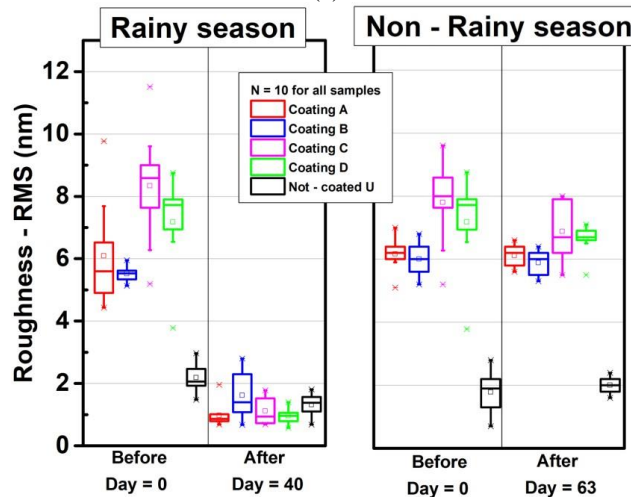 Rainy season
Non - Rainy season
Roughness - RMS (nm)
12
10
8
6
4
2
0
N = 10 for all samples
Coating A
Coating B
Coating C
Coating D
Not - coated U
Before
After
Before
After
Day = 0
Day = 40
Day = 0
Day = 63